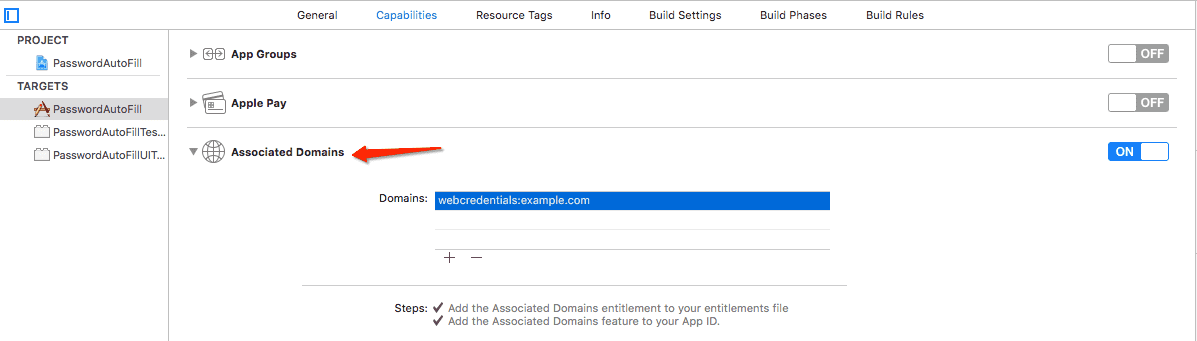 General Capabilities Resource Tags Info Build Settings Build Phases Build Rules
PROJECT
PasswordAutoFill
TARGETS
PasswordAutoFill
PasswordAutoFillTes...
PasswordAutoFillUIT...
App Groups OFF
Apple Pay OFF
Associated Domains ON
Domains: webcredentials:example.com
Steps: Add the Associated Domains entitlement to your entitlements file
Add the Associated Domains feature to your App ID.